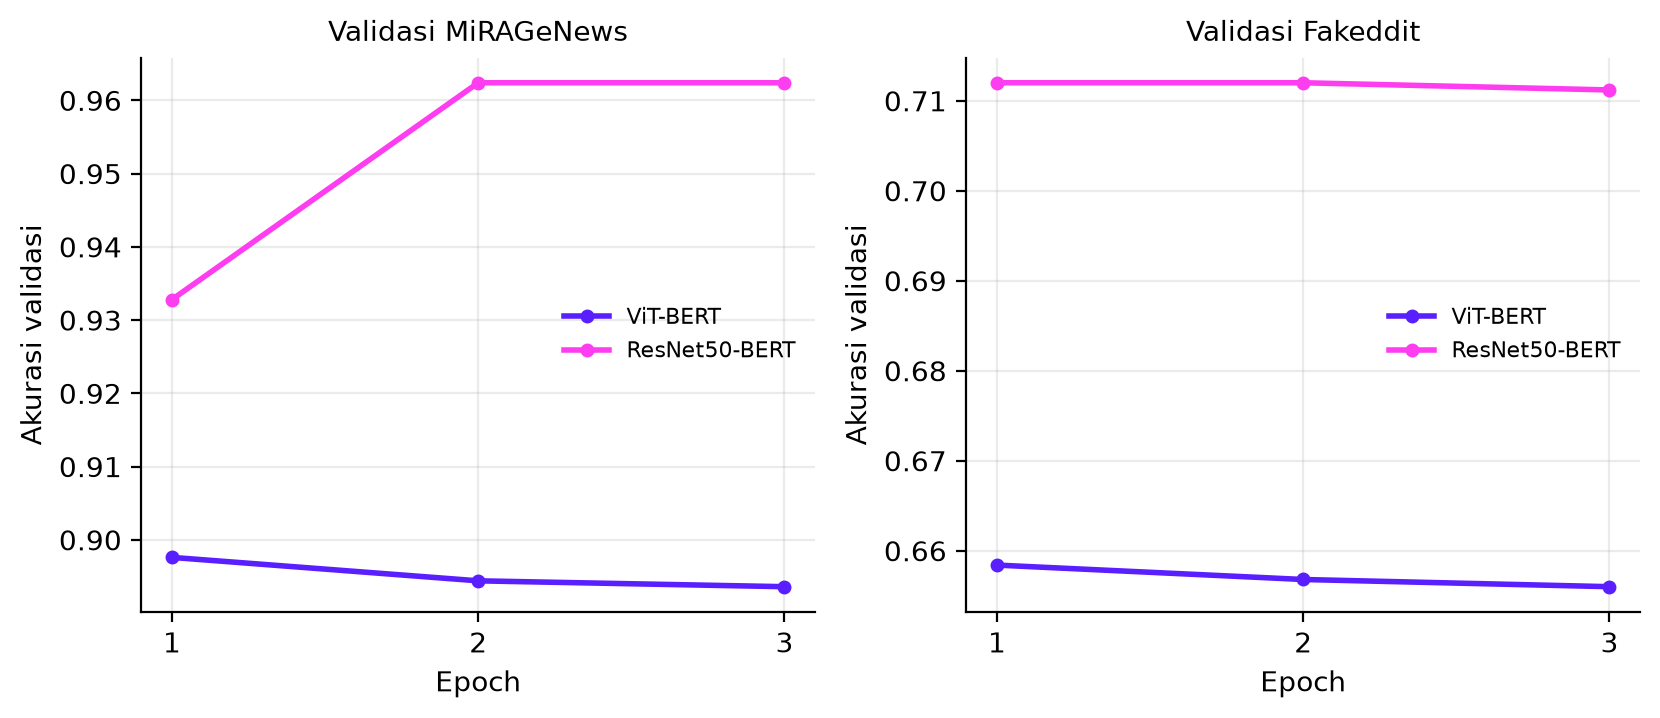 Validasi MiRAGeNews
Akurasi validasi
0.96
0.95
0.94
0.93
0.92
0.91
0.90
ViT-BERT
ResNet50-BERT
1 2 3
Epoch
Validasi Fakeddit
Akurasi validasi
0.71
0.70
0.69
0.68
0.67
0.66
ViT-BERT
ResNet50-BERT
1 2 3
Epoch